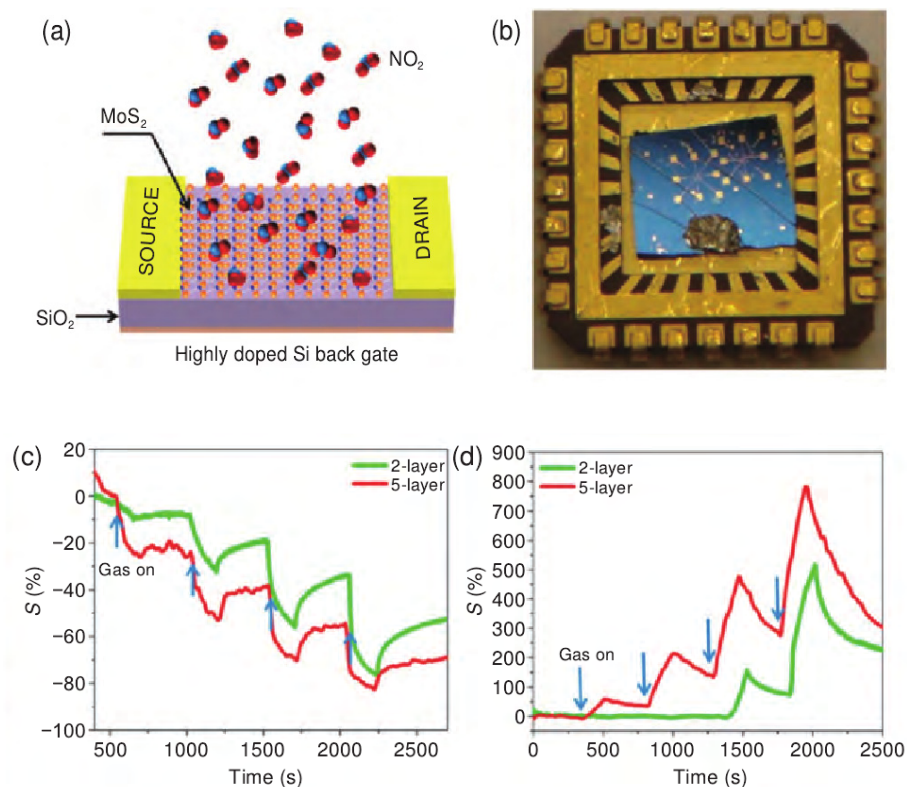 (a)
NO₂
MoS₂
SOURCE
DRAIN
SiO₂
Highly doped Si back gate
(b)
(c)
20
0
−20
−40
−60
−80
−100
S (%)
2-layer
5-layer
Gas on
500
1000
1500
2000
2500
Time (s)
(d)
900
800
700
600
500
400
300
200
100
0
S (%)
2-layer
5-layer
Gas on
0
500
1000
1500
2000
2500
Time (s)